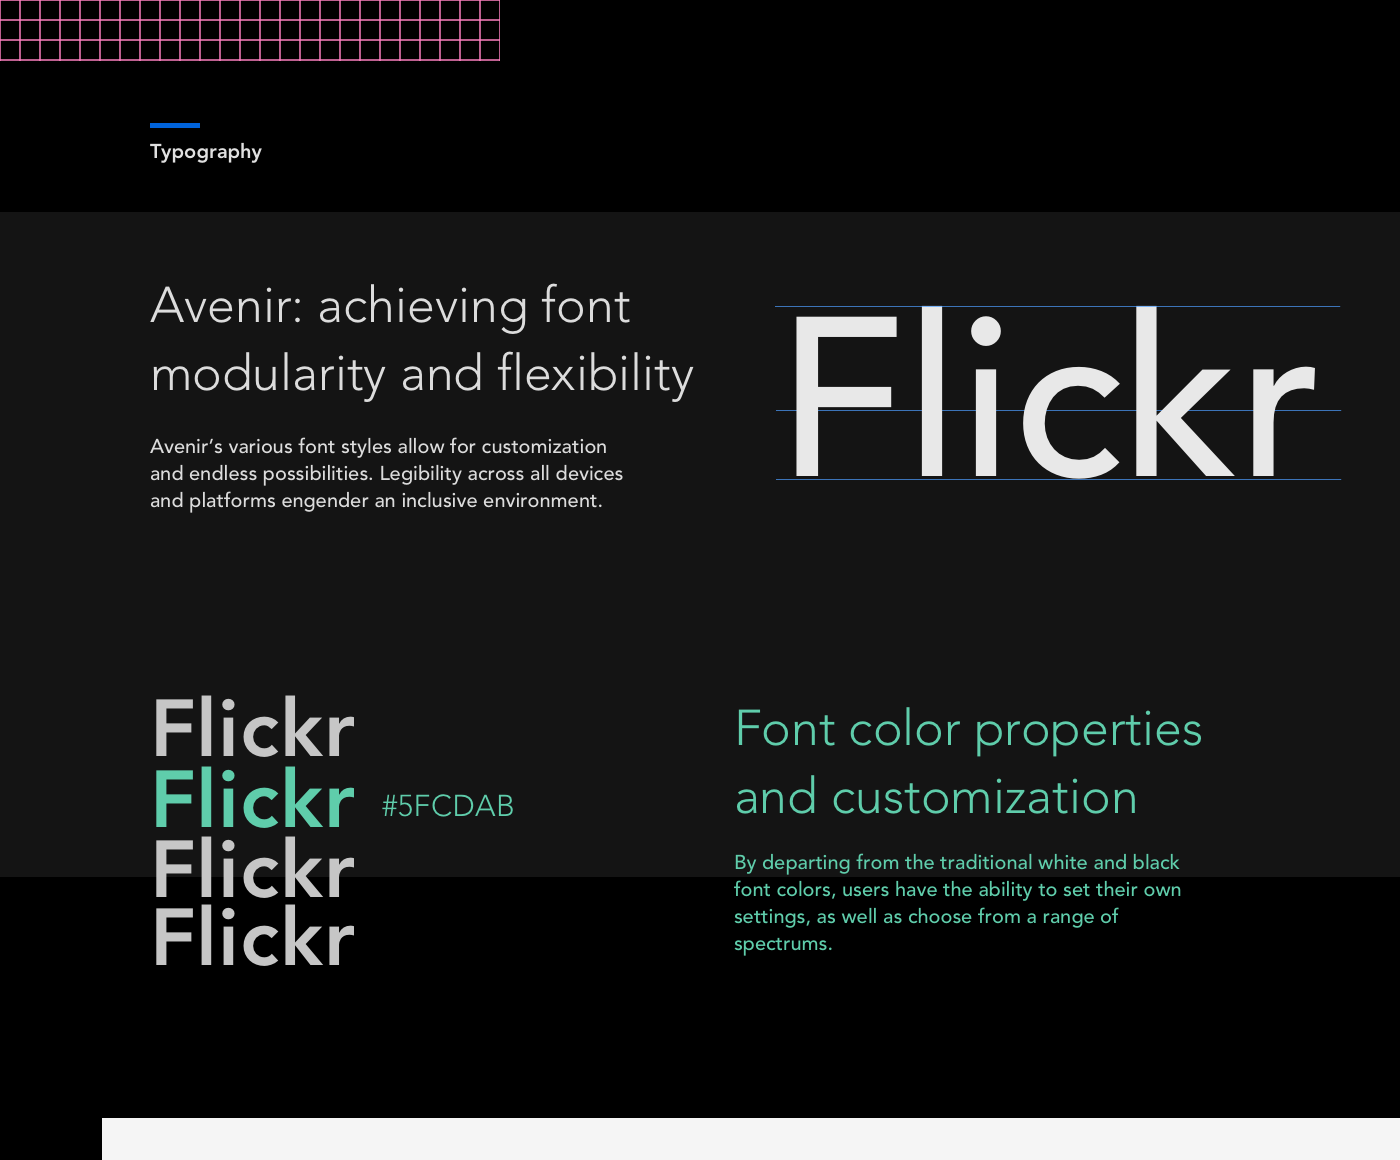 Typography
Avenir: achieving font
modularity and flexibility
Avenir’s various font styles allow for customization
and endless possibilities. Legibility across all devices
and platforms engender an inclusive environment.
Flickr
Flickr
Flickr #5FCDAB
Flickr
Flickr
Font color properties
and customization
By departing from the traditional white and black
font colors, users have the ability to set their own
settings, as well as choose from a range of
spectrums.